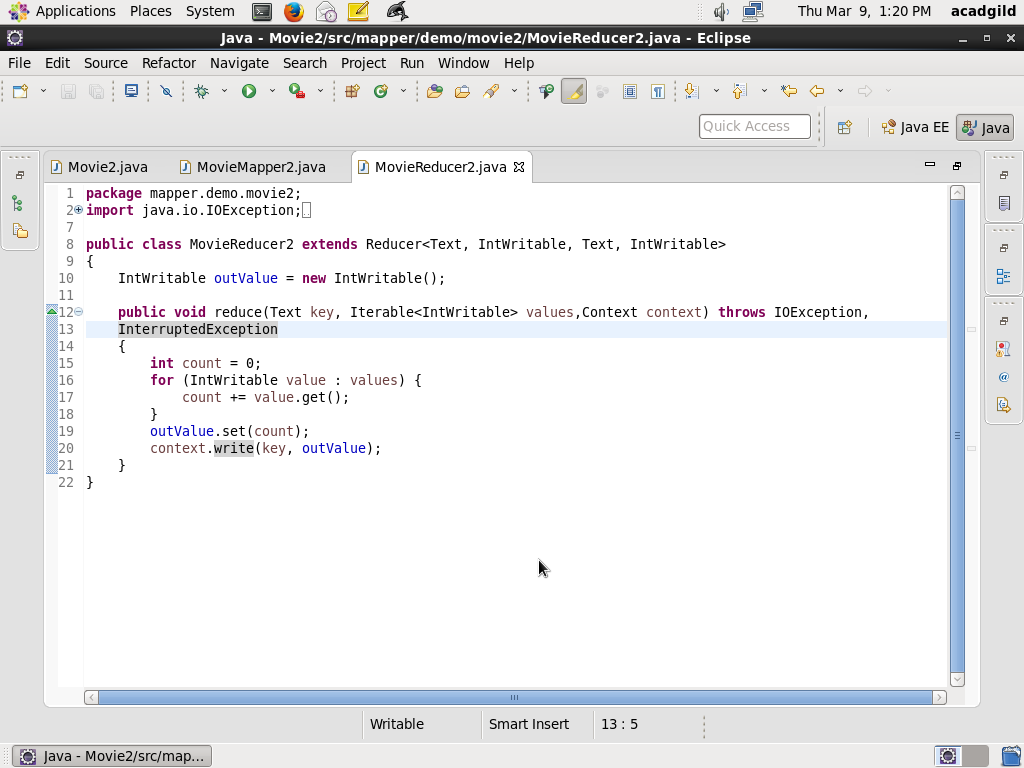 Applications Places System Thu Mar 9, 1:20 PM acadgild
Java - Movie2/src/mapper/demo/movie2/MovieReducer2.java - Eclipse
File Edit Source Refactor Navigate Search Project Run Window Help
Quick Access Java EE Java
Movie2.java MovieMapper2.java MovieReducer2.java
1 package mapper.demo.movie2;
2 import java.io.IOException;
7
8 public class MovieReducer2 extends Reducer<Text, IntWritable, Text, IntWritable>
9 {
10 IntWritable outValue = new IntWritable();
11
12 public void reduce(Text key, Iterable<IntWritable> values,Context context) throws IOException,
13 InterruptedException
14 {
15 int count = 0;
16 for (IntWritable value : values) {
17 count += value.get();
18 }
19 outValue.set(count);
20 context.write(key, outValue);
21 }
22 }
Writable Smart Insert 13 : 5
Java - Movie2/src/map...